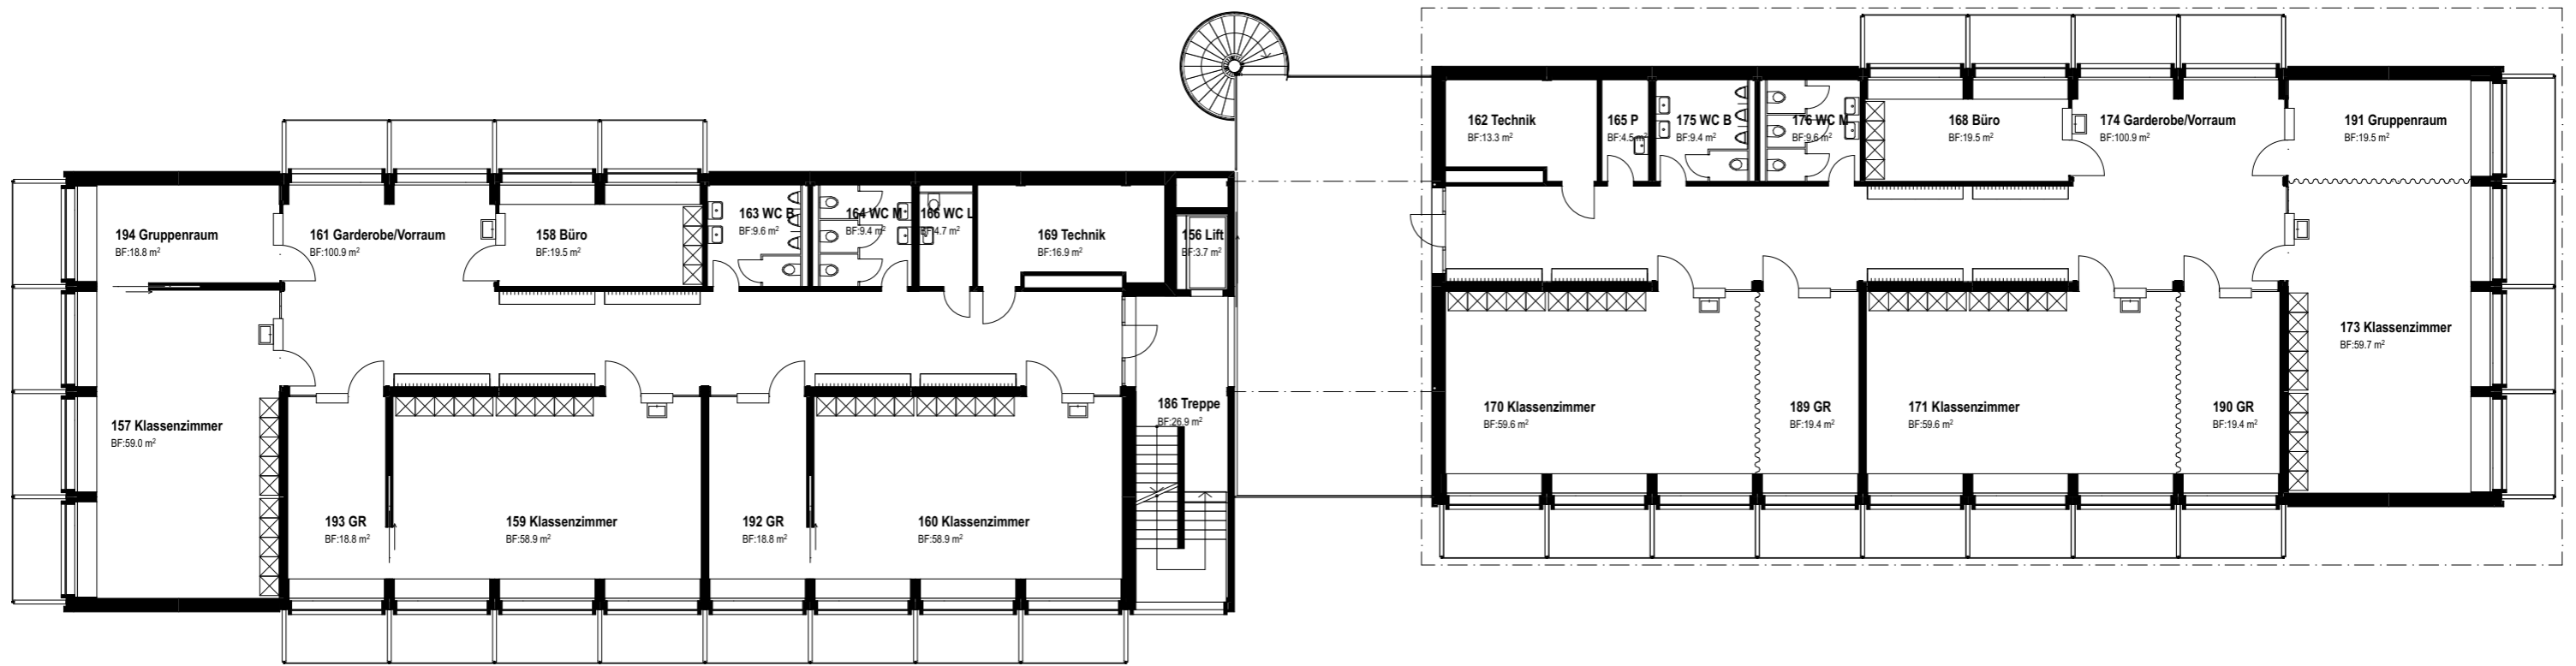 194 Gruppenraum
BF:18.8 m²
161 Garderobe/Vorraum
BF:100.9 m²
158 Büro
BF:19.5 m²
163 WC B
BF:9.6 m²
164 WC M
BF:9.4 m²
166 WC L
BF:4.7 m²
169 Technik
BF:16.9 m²
156 Lift
BF:3.7 m²
157 Klassenzimmer
BF:59.0 m²
193 GR
BF:18.8 m²
159 Klassenzimmer
BF:58.9 m²
192 GR
BF:18.8 m²
160 Klassenzimmer
BF:58.9 m²
186 Treppe
BF:26.9 m²
162 Technik
BF:13.3 m²
165 P
BF:4.5 m²
175 WC B
BF:9.4 m²
176 WC M
BF:9.6 m²
168 Büro
BF:19.5 m²
174 Garderobe/Vorraum
BF:100.9 m²
191 Gruppenraum
BF:19.5 m²
170 Klassenzimmer
BF:59.6 m²
189 GR
BF:19.4 m²
171 Klassenzimmer
BF:59.6 m²
190 GR
BF:19.4 m²
173 Klassenzimmer
BF:59.7 m²